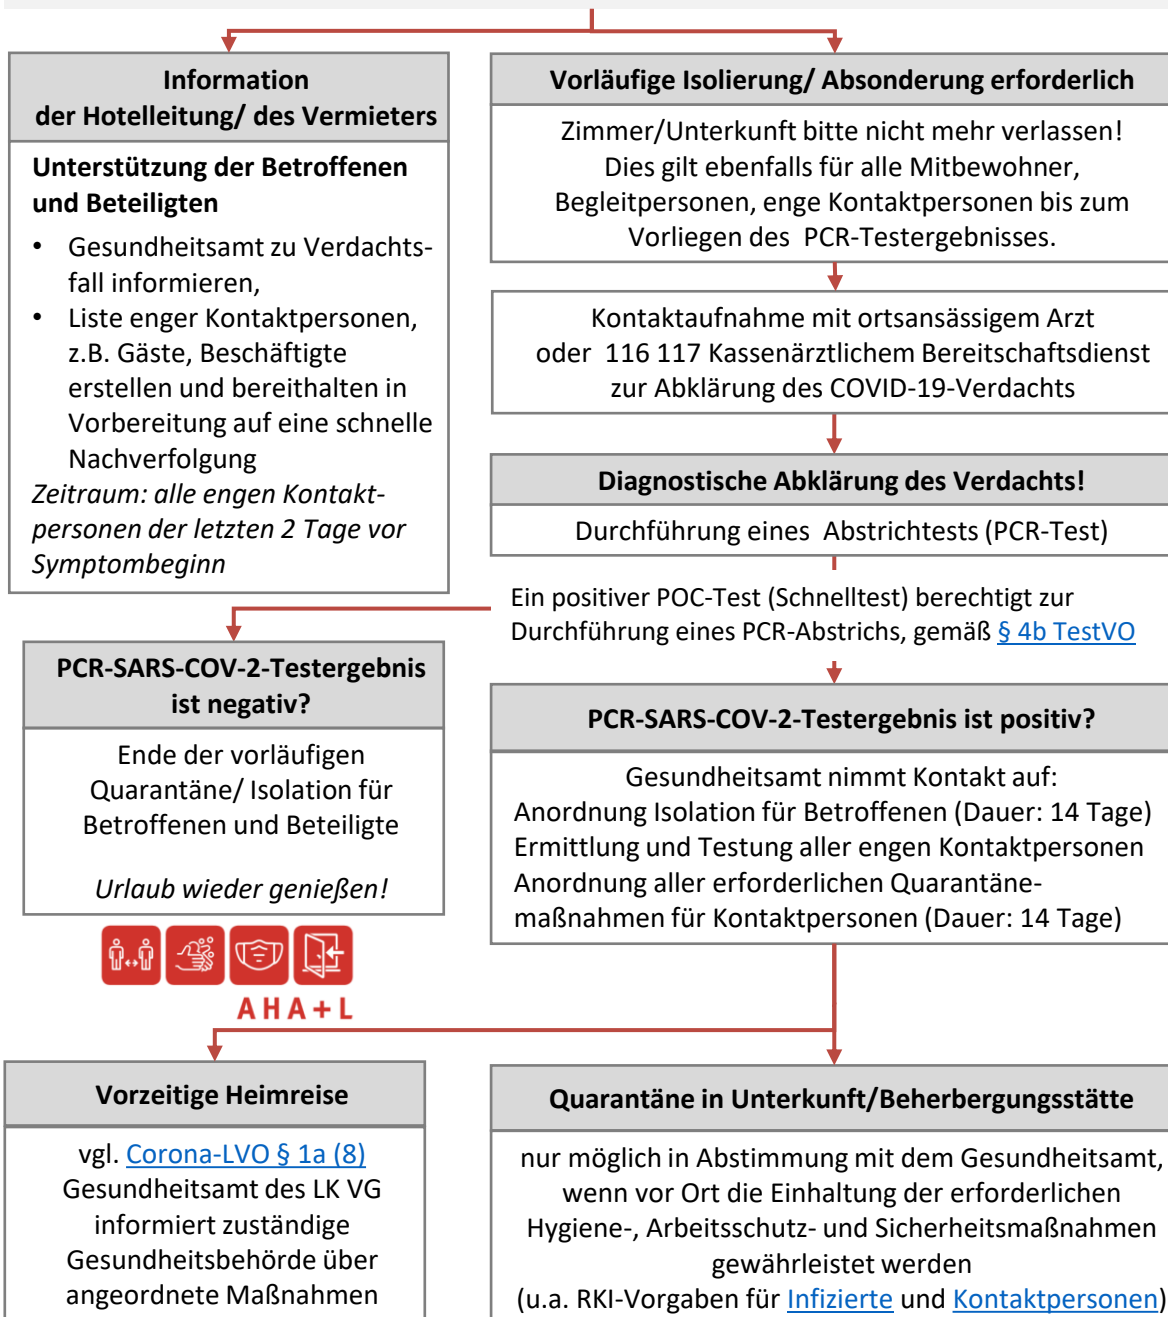 Information
der Hotelleitung/ des Vermieters
Unterstützung der Betroffenen
und Beteiligten
• Gesundheitsamt zu Verdachts-
fall informieren,
• Liste enger Kontaktpersonen,
z.B. Gäste, Beschäftigte
erstellen und bereithalten in
Vorbereitung auf eine schnelle
Nachverfolgung
Zeitraum: alle engen Kontakt-
personen der letzten 2 Tage vor
Symptombeginn
Vorläufige Isolierung/ Absonderung erforderlich
Zimmer/Unterkunft bitte nicht mehr verlassen!
Dies gilt ebenfalls für alle Mitbewohner,
Begleitpersonen, enge Kontaktpersonen bis zum
Vorliegen des PCR-Testergebnisses.
Kontaktaufnahme mit ortsansässigem Arzt
oder 116 117 Kassenärztlichem Bereitschaftsdienst
zur Abklärung des COVID-19-Verdachts
Diagnostische Abklärung des Verdachts!
Durchführung eines Abstrichtests (PCR-Test)
Ein positiver POC-Test (Schnelltest) berechtigt zur
Durchführung eines PCR-Abstrichs, gemäß § 4b TestVO
PCR-SARS-COV-2-Testergebnis
ist negativ?
Ende der vorläufigen
Quarantäne/ Isolation für
Betroffenen und Beteiligte
Urlaub wieder genießen!
AHA+L
PCR-SARS-COV-2-Testergebnis ist positiv?
Gesundheitsamt nimmt Kontakt auf:
Anordnung Isolation für Betroffenen (Dauer: 14 Tage)
Ermittlung und Testung aller engen Kontaktpersonen
Anordnung aller erforderlichen Quarantäne-
maßnahmen für Kontaktpersonen (Dauer: 14 Tage)
Vorzeitige Heimreise
vgl. Corona-LVO § 1a (8)
Gesundheitsamt des LK VG
informiert zuständige
Gesundheitsbehörde über
angeordnete Maßnahmen
Quarantäne in Unterkunft/Beherbergungsstätte
nur möglich in Abstimmung mit dem Gesundheitsamt,
wenn vor Ort die Einhaltung der erforderlichen
Hygiene-, Arbeitsschutz- und Sicherheitsmaßnahmen
gewährleistet werden
(u.a. RKI-Vorgaben für Infizierte und Kontaktpersonen)